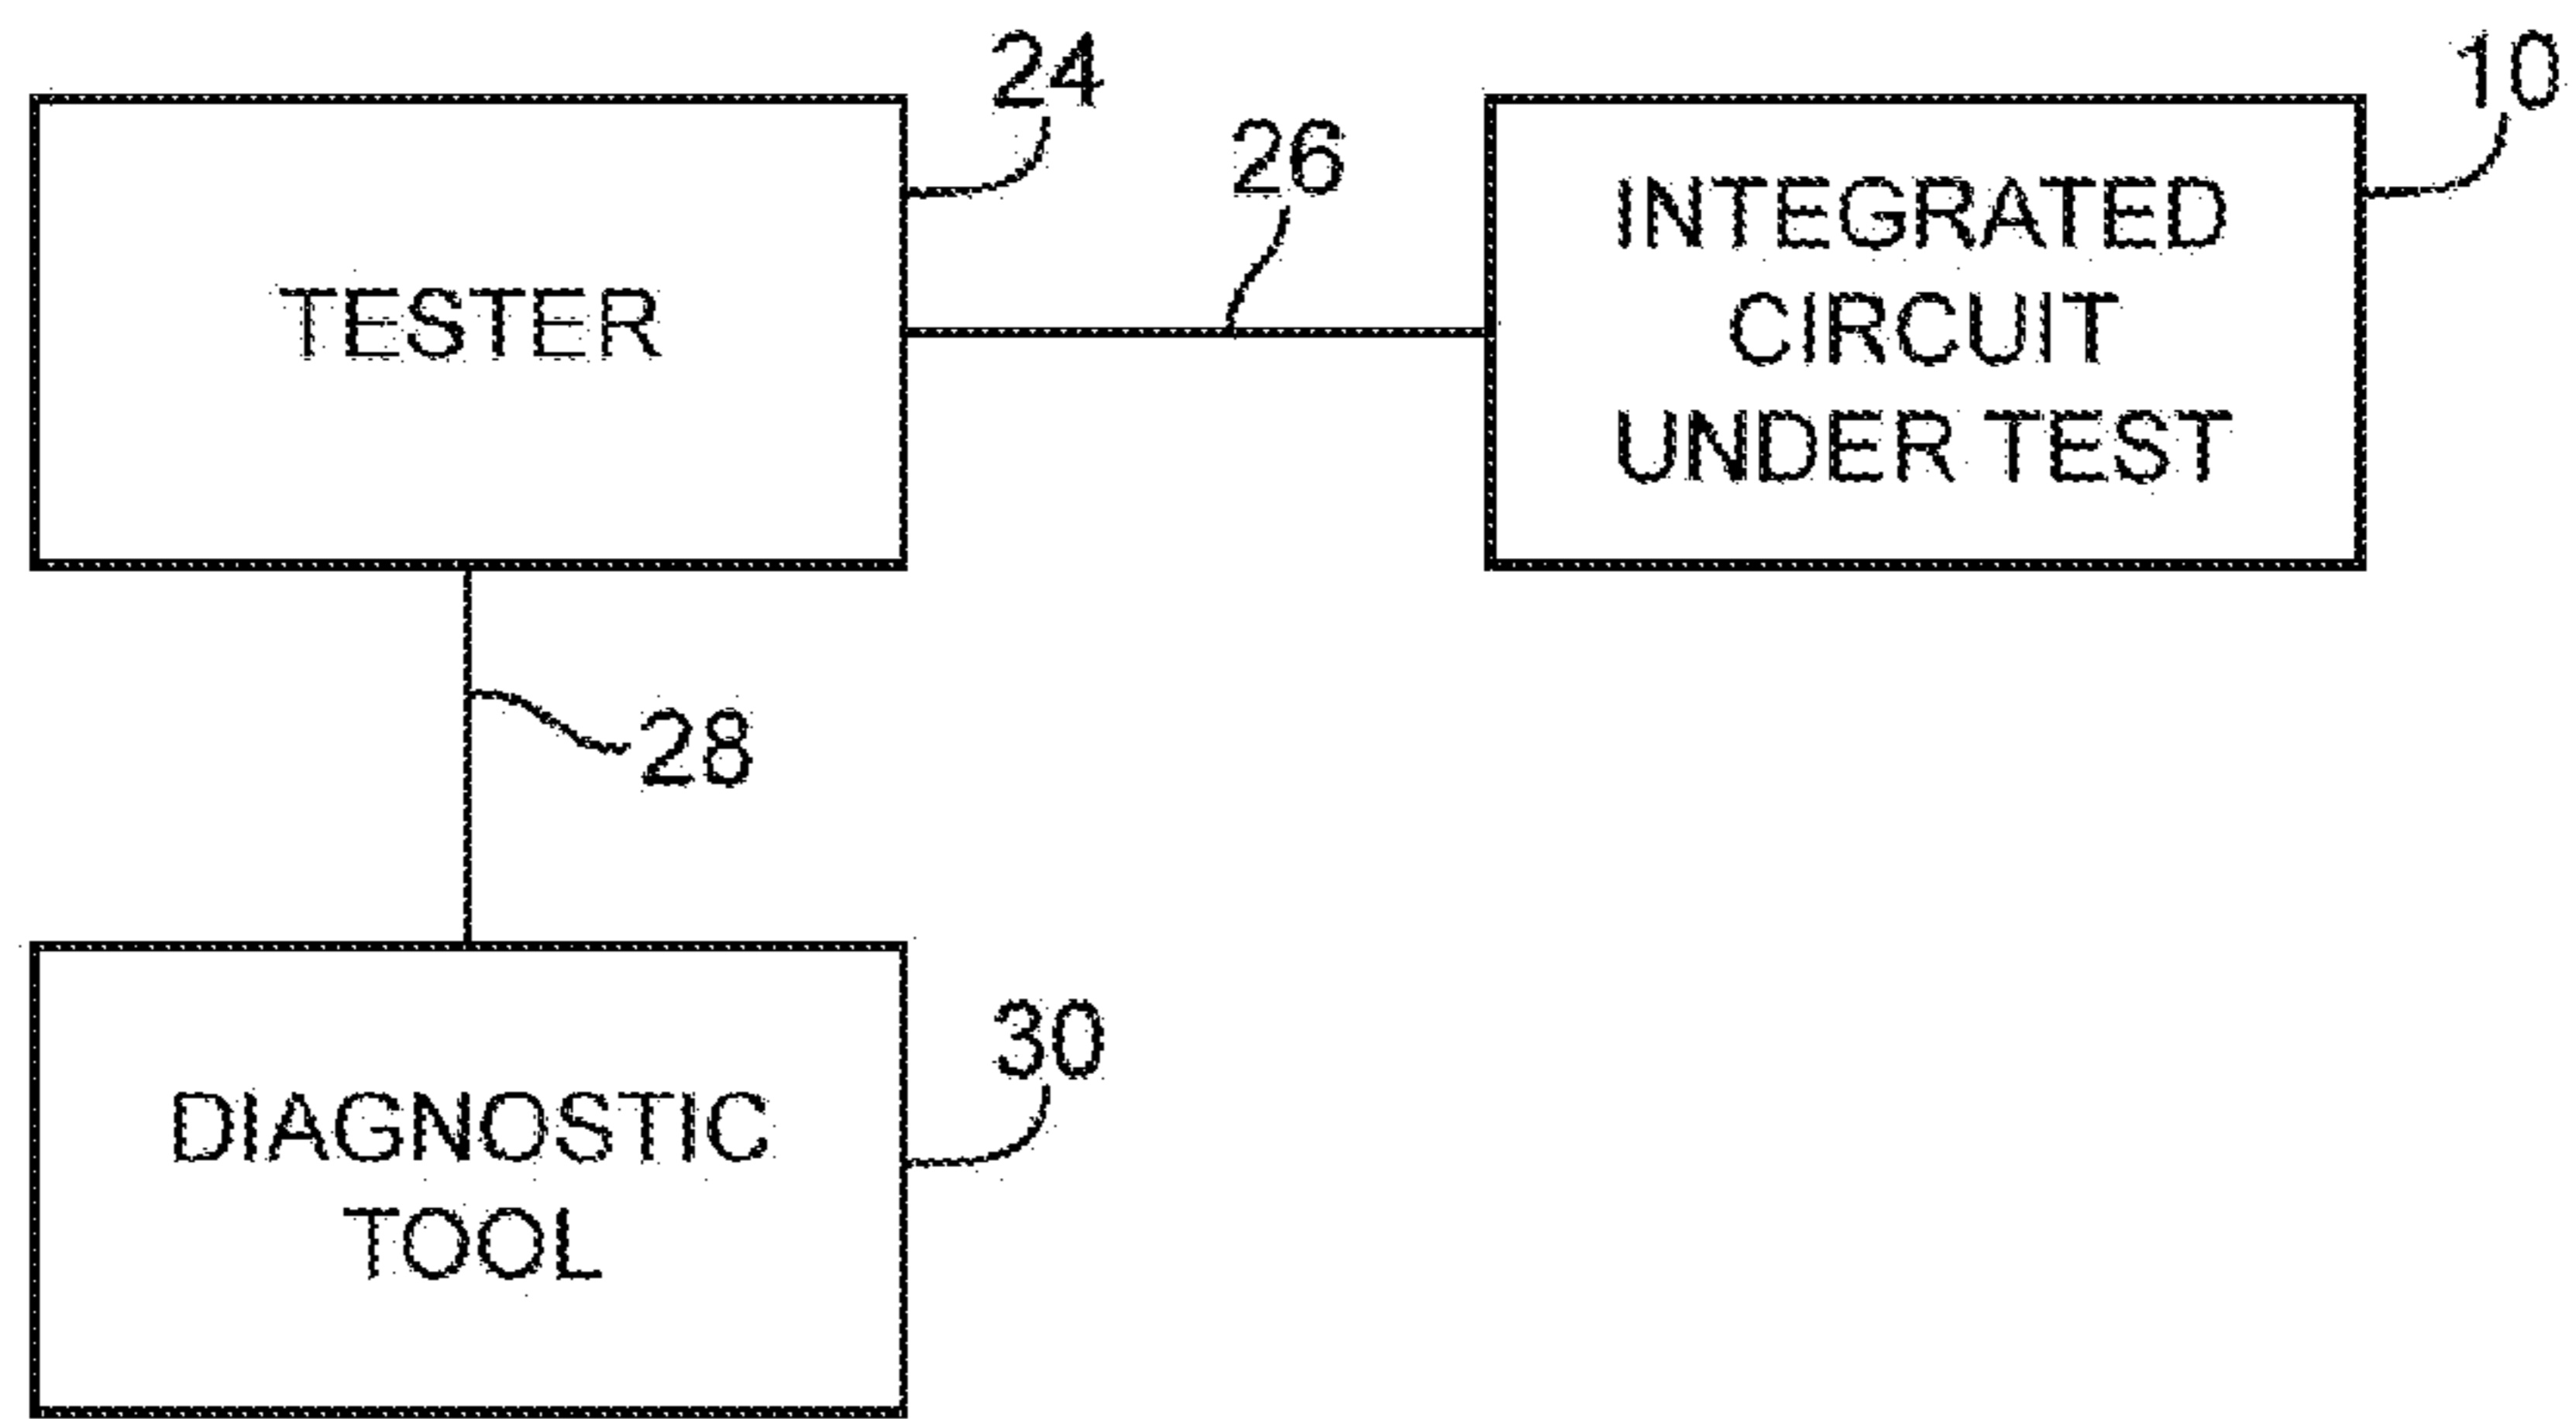 24
10
26
TESTER
INTEGRATED
CIRCUIT
UNDER TEST
28
30
DIAGNOSTIC
TOOL